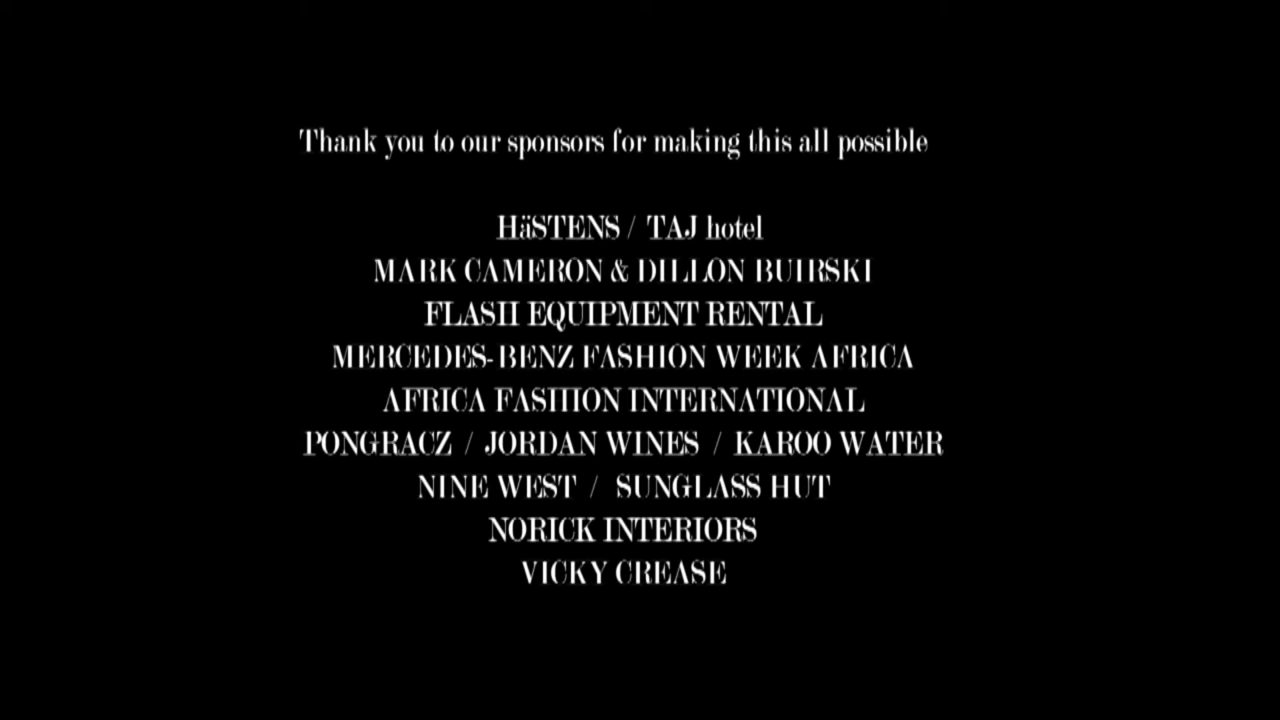 Thank you to our sponsors for making this all possible
HäSTENS / TAJ hotel
MARK CAMERON & DILLON BUIRSKI
FLASH EQUIPMENT RENTAL
MERCEDES-BENZ FASHION WEEK AFRICA
AFRICA FASHION INTERNATIONAL
PONGRACZ / JORDAN WINES / KAROO WATER
NINE WEST / SUNGLASS HUT
NORICK INTERIORS
VICKY CREASE